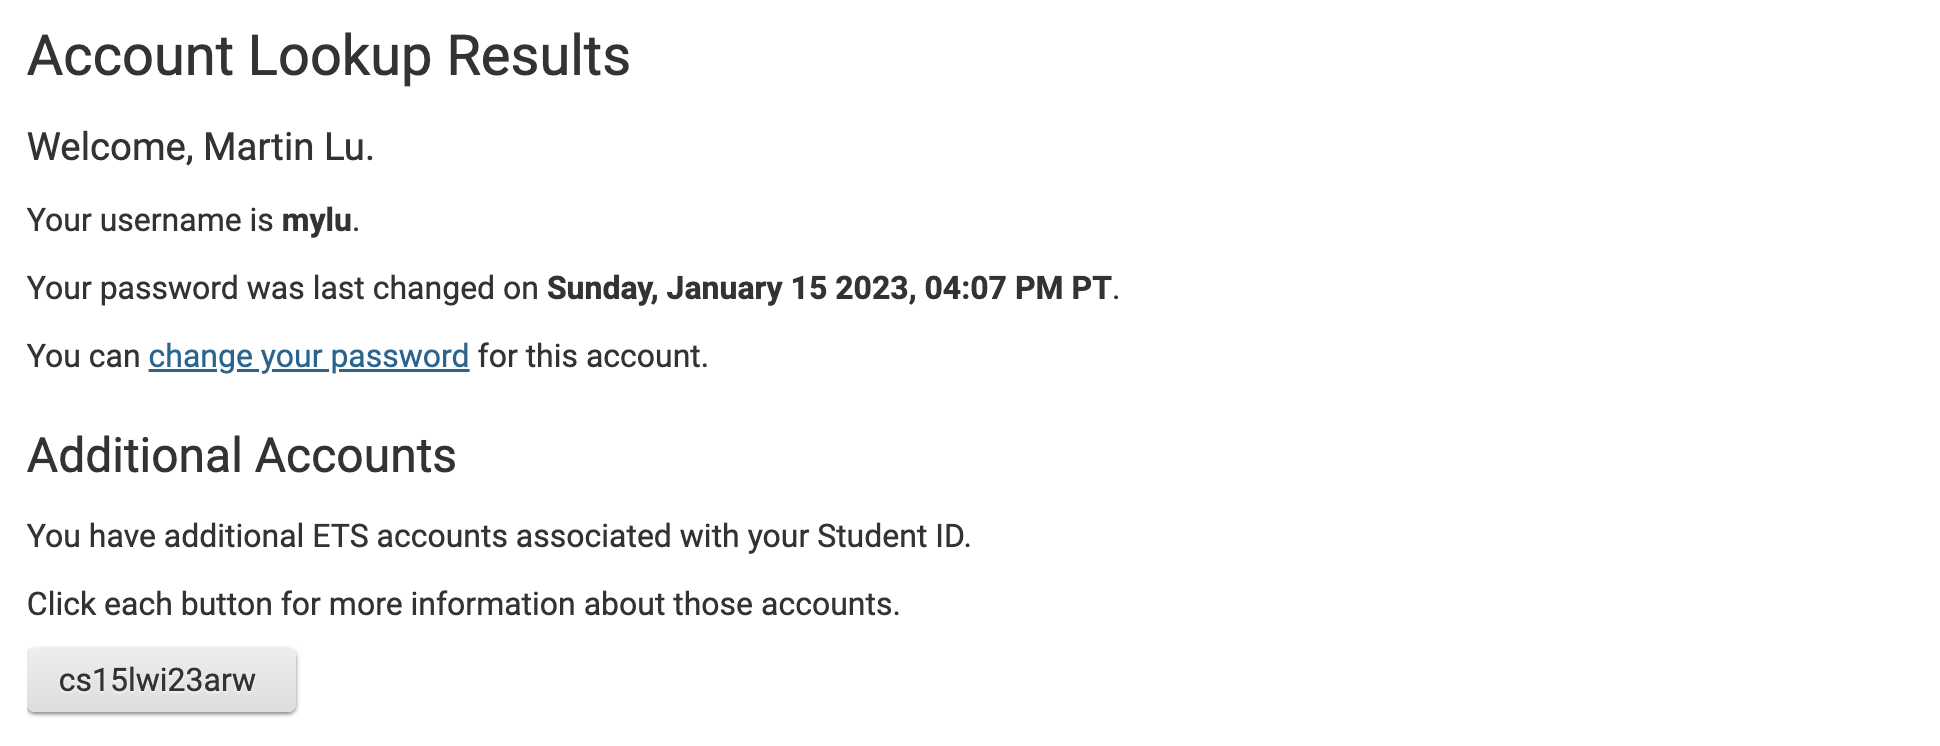 Account Lookup Results
Welcome, Martin Lu.
Your username is mylu.
Your password was last changed on Sunday, January 15 2023, 04:07 PM PT.
You can change your password for this account.
Additional Accounts
You have additional ETS accounts associated with your Student ID.
Click each button for more information about those accounts.
cs15lwi23arw